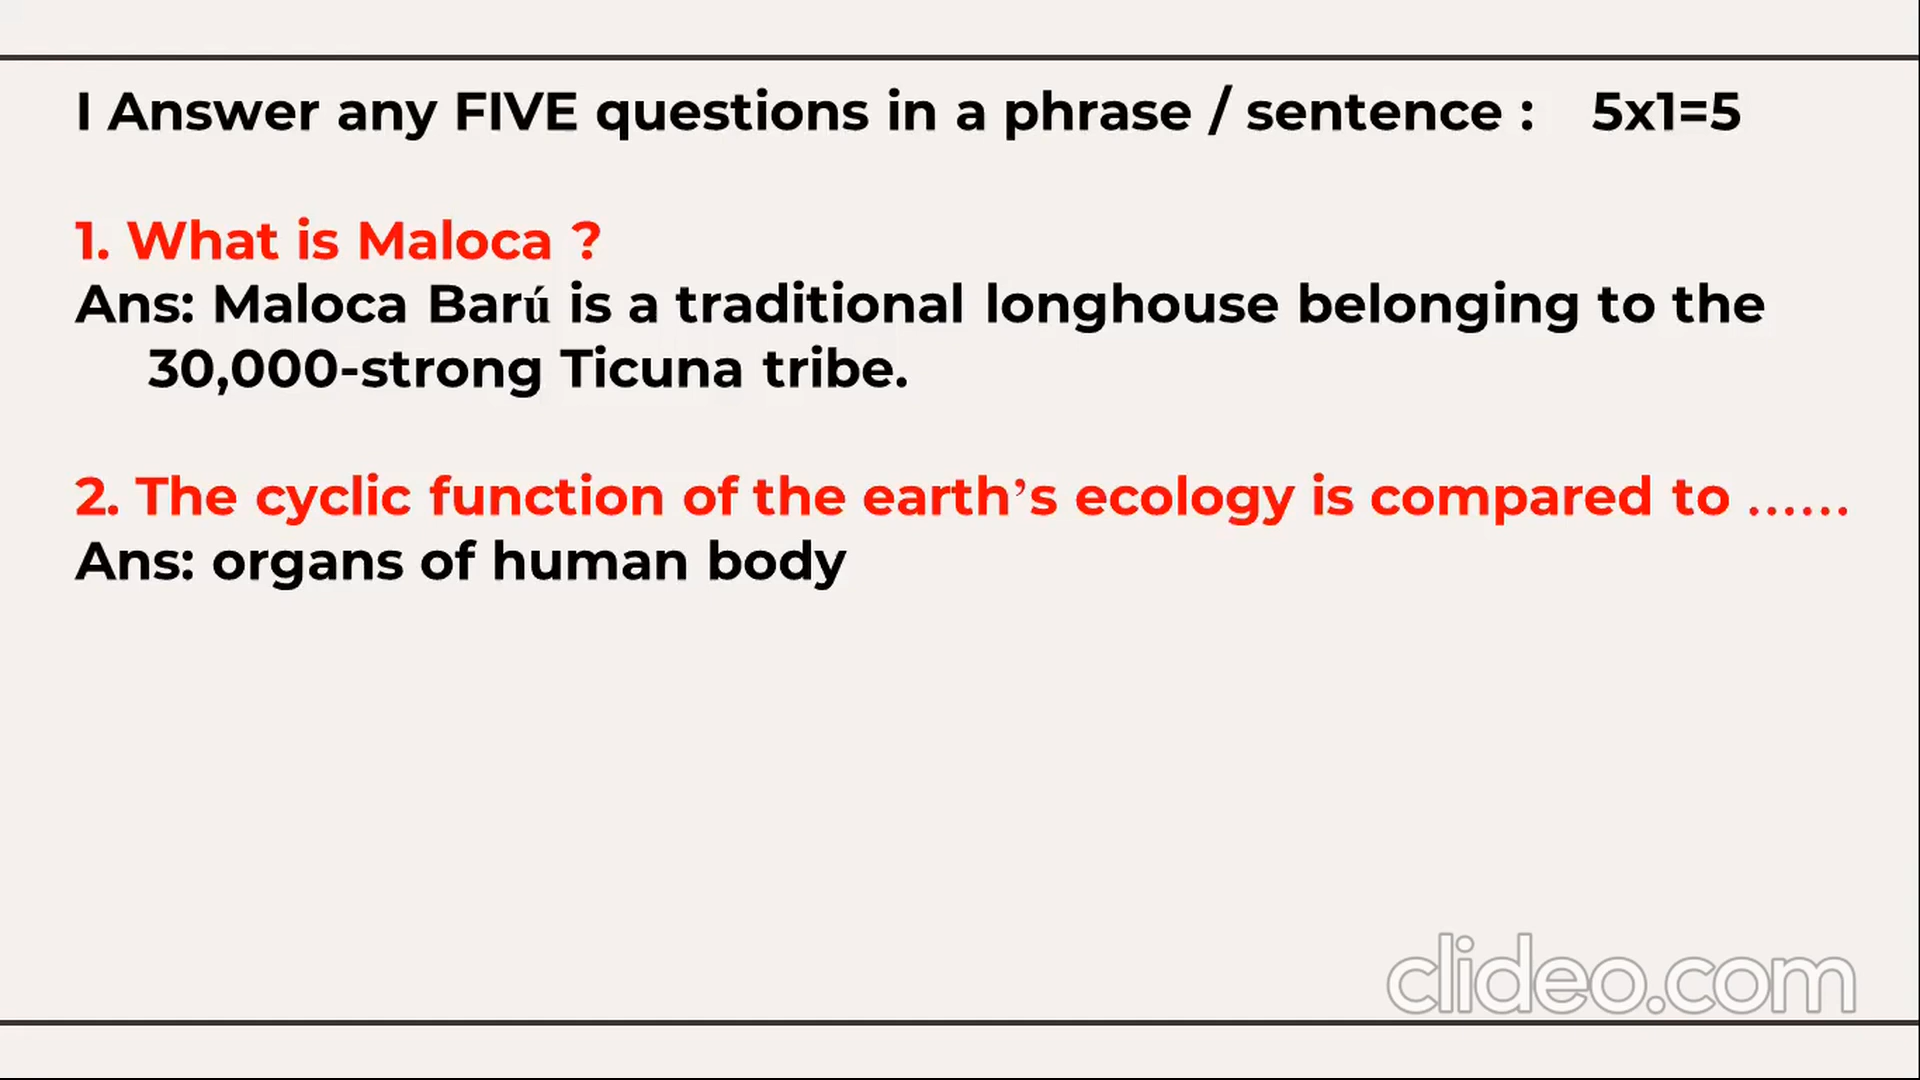 I Answer any FIVE questions in a phrase / sentence : 5x1=5
1. What is Maloca ?
Ans: Maloca Barú is a traditional longhouse belonging to the
30,000-strong Ticuna tribe.
2. The cyclic function of the earth’s ecology is compared to ......
Ans: organs of human body
clideo.com